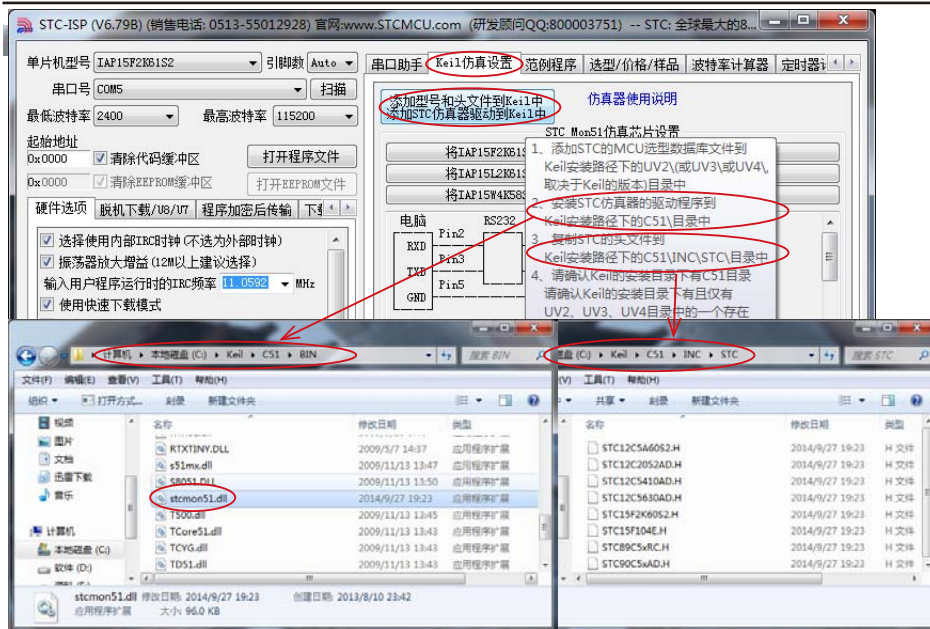 STC-ISP (V6.79B) (销售电话: 0513-55012928) 官网:www.STCMCU.com (研发顾问QQ:800003751) -- STC: 全球最大的8...
单片机型号 IAP15F2K61S2 引脚数 Auto
串口号 COM5 扫描
最低波特率 2400 最高波特率 115200
起始地址
0x0000 清除代码缓冲区 打开程序文件
0x0000 清除EEPROM缓冲区 打开EEPROM文件
硬件选项 脱机下载/U8/U7 程序加密后传输
选择使用内部IRC时钟(不选为外部时钟)
振荡器放大增益(12M以上建议选择)
输入用户程序运行时的IRC频率 11.0592 MHz
使用快速下载模式
串口助手 Keil仿真设置 范例程序 选型/价格/样品 波特率计算器 定时器
添加型号和头文件到Keil中
添加STC仿真器驱动到Keil中
仿真器使用说明
STC Mon51仿真芯片设置
将IAP15F2K61S
将IAP15L2K61S
将IAP15W4K58S
电脑 RS232
RXD Pin2
TXD Pin3
GND Pin5
1、添加STC的MCU选型数据库文件到
Keil安装路径下的UV2\(或UV3\或UV4\,
取决于Keil的版本)目录中
2、安装STC仿真器的驱动程序到
Keil安装路径下的C51\目录中
3、复制STC的头文件到
Keil安装路径下的C51\INC\STC\目录中
4、请确认Keil的安装目录下有C51目录
请确认Keil的安装目录下有且仅有
UV2、UV3、UV4目录中的一个存在
计算机 本地磁盘 (C:) Keil C51 BIN 搜索 BIN
文件(F) 编辑(E) 查看(V) 工具(T) 帮助(H)
组织 打开方式... 刻录 新建文件夹
名称 修改日期 类型
RTXTINY.DLL 2009/5/7 14:37 应用程序扩展
s51mx.dll 2009/11/13 13:47 应用程序扩展
S8051.DLL 2009/11/13 13:50 应用程序扩展
stcmon51.dll 2014/9/27 19:23 应用程序扩展
T500.dll 2009/11/13 13:45 应用程序扩展
TCore51.dll 2009/11/13 13:43 应用程序扩展
TCYG.dll 2009/11/13 13:43 应用程序扩展
TD51.dll 2009/11/13 13:43 应用程序扩展
视频
图片
文档
迅雷下载
音乐
计算机
本地磁盘 (C:)
软件 (D:)
stcmon51.dll 修改日期: 2014/9/27 19:23 创建日期: 2013/8/10 23:42
应用程序扩展 大小: 96.0 KB
磁盘 (C:) Keil C51 INC STC 搜索 STC
(V) 工具(T) 帮助(H)
共享 刻录 新建文件夹
名称 修改日期 类型
STC12C5A60S2.H 2014/9/27 19:23 H 文件
STC12C2052AD.H 2014/9/27 19:23 H 文件
STC12C5410AD.H 2014/9/27 19:23 H 文件
STC12C5630AD.H 2014/9/27 19:23 H 文件
STC15F2K60S2.H 2014/9/27 19:23 H 文件
STC15F104E.H 2014/9/27 19:23 H 文件
STC89C5xRC.H 2014/9/27 19:23 H 文件
STC90C5xAD.H 2014/9/27 19:23 H 文件